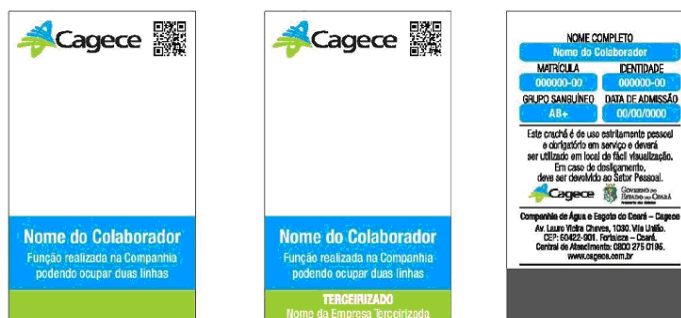 Cagece
Nome do Colaborador
Função realizada na Companhia
podendo ocupar duas linhas
Cagece
Nome do Colaborador
Função realizada na Companhia
podendo ocupar duas linhas
TERCEIRIZADO
Nome da Empresa Terceirizada
NOME COMPLETO
Nome do Colaborador
MATRÍCULA IDENTIDADE
000000-00 000000-00
GRUPO SANGUÍNEO DATA DE ADMISSÃO
AB+ 00/00/0000
Este crachá é de uso estritamente pessoal
e obrigatório em serviço e deverá
ser utilizado em local de fácil visualização.
Em caso de desligamento,
deve ser devolvido ao Setor Pessoal.
Cagece GOVERNO DO
ESTADO DO CEARÁ
Companhia de Água e Esgoto do Ceará – Cagece
Av. Lauro Vieira Chaves, 1030. Vila União.
CEP: 60422-901. Fortaleza – Ceará.
Central de Atendimento: 0800 275 0195.
www.cagece.com.br